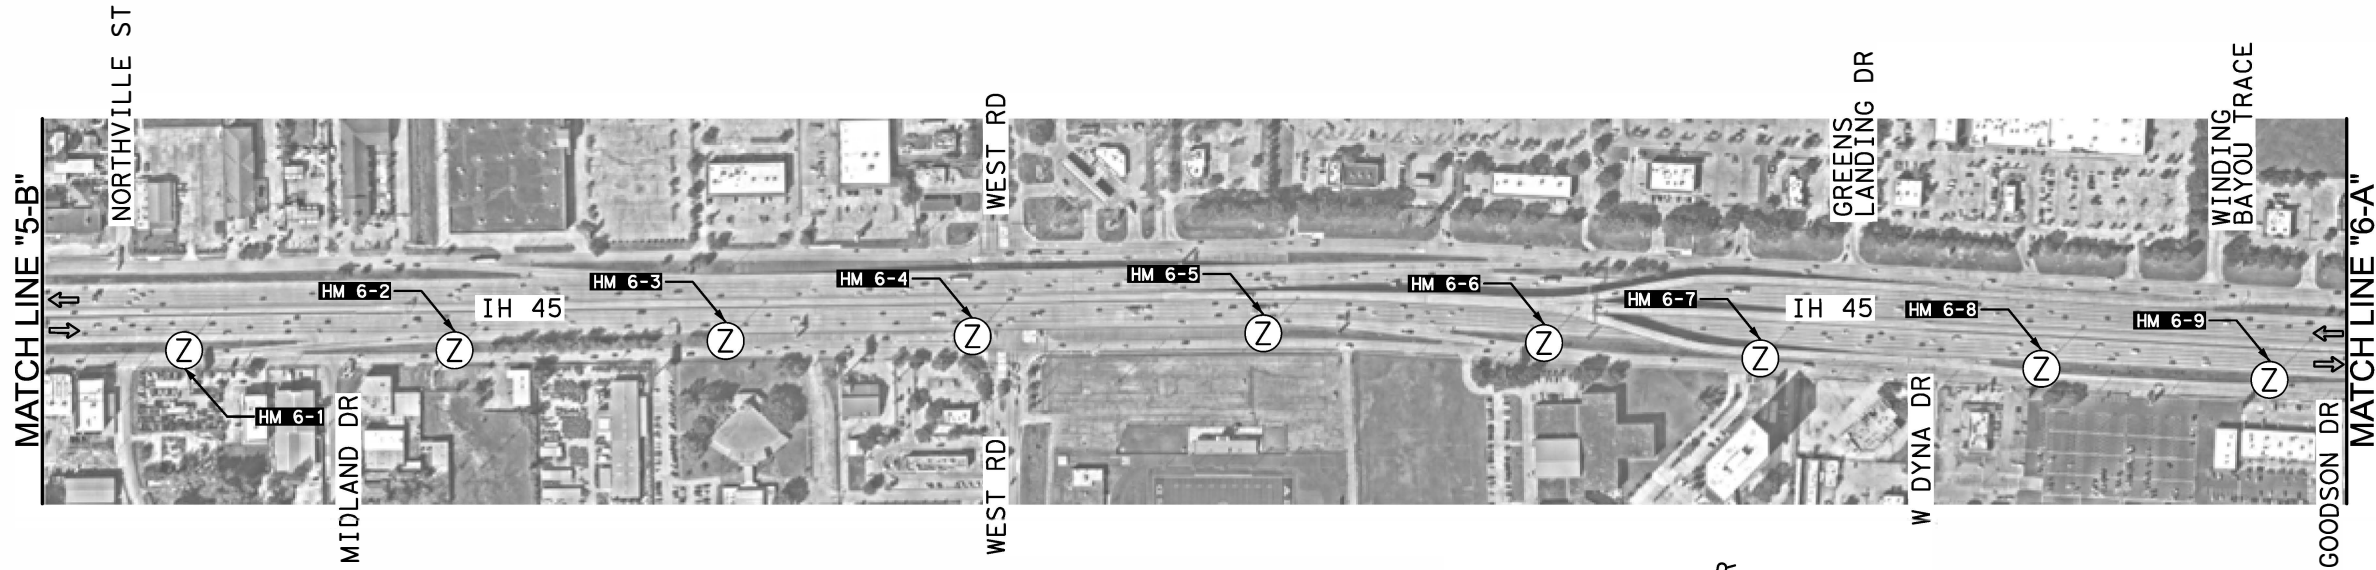 NORTHVILLE ST
WEST RD
GREENS
LANDING DR
WINDING
BAYOU TRACE
MATCH LINE "5-B"
HM 6-2
IH 45
HM 6-3
HM 6-4
HM 6-5
HM 6-6
HM 6-7
IH 45
HM 6-8
HM 6-9
MATCH LINE "6-A"
Z
Z
Z
Z
Z
Z
Z
Z
Z
HM 6-1
MIDLAND DR
WEST RD
W DYNA DR
GOODSON DR
R